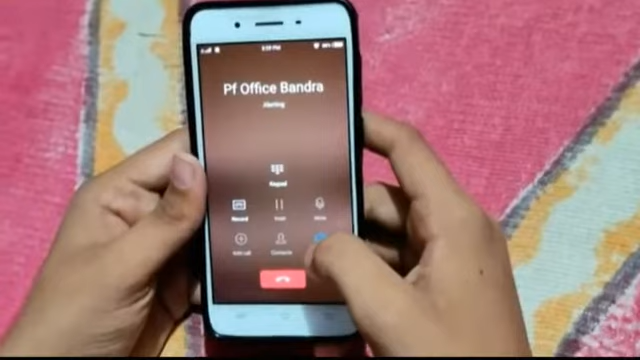 Pf Office Bandra
Alerting
Keypad
Record
Hold
Mute
Add call
Contacts